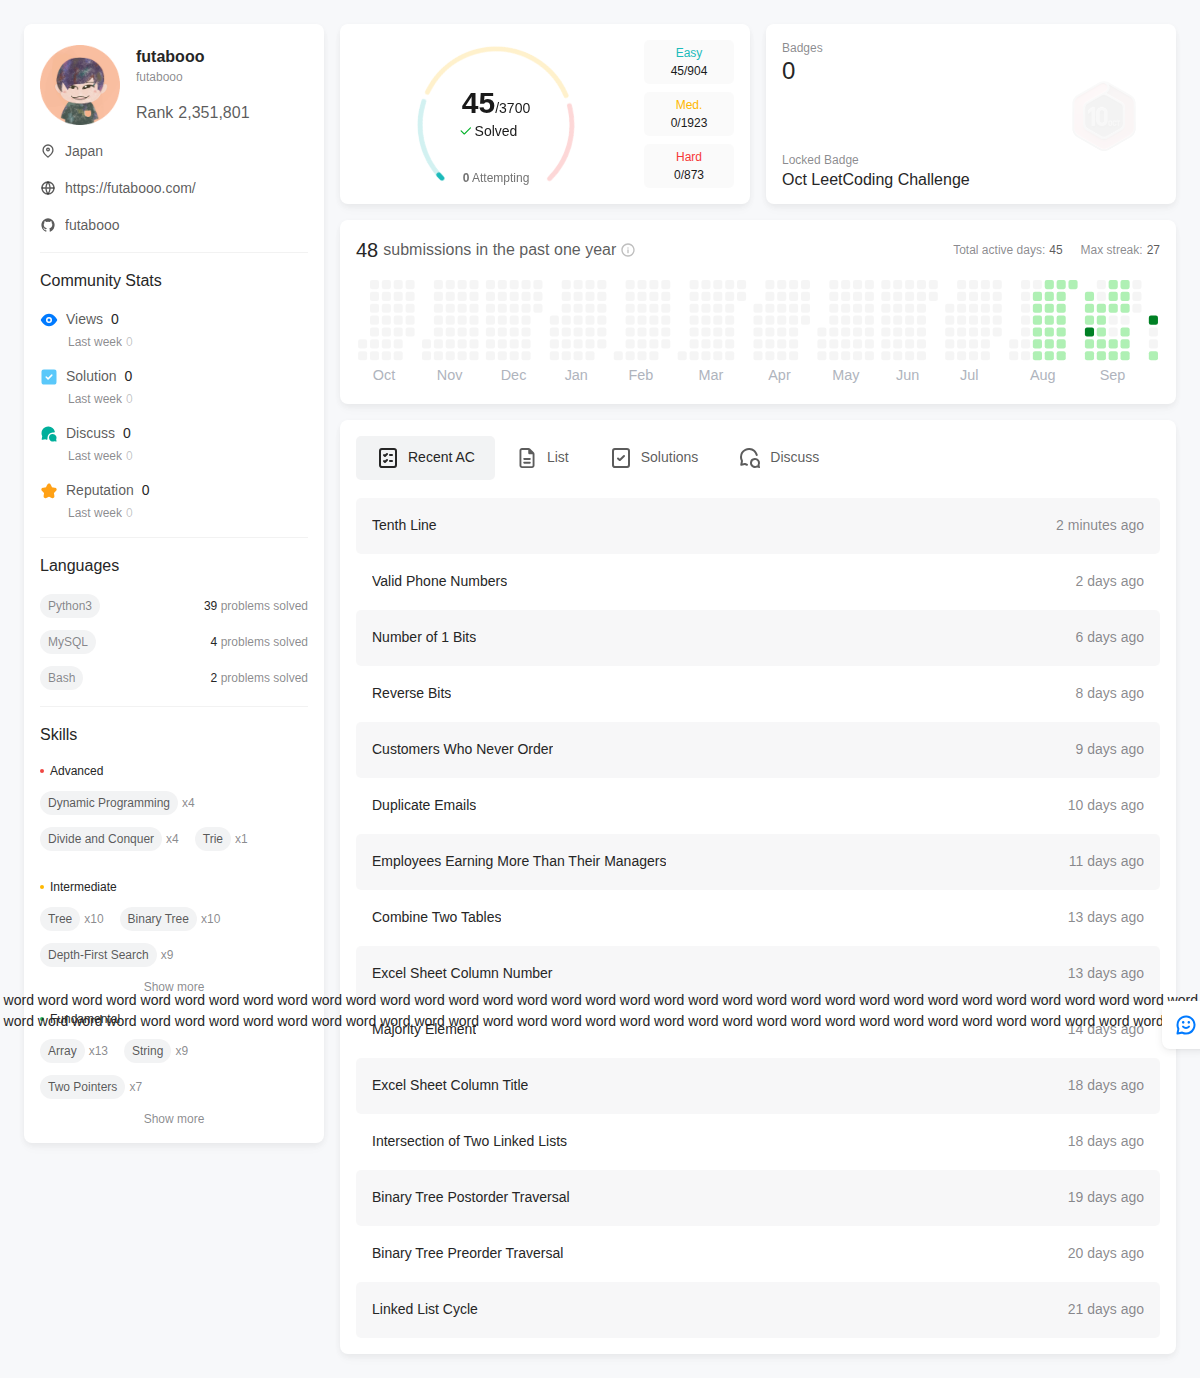 futabooo
futabooo
Rank 2,351,801
Japan
https://futabooo.com/
futabooo
Community Stats
Views 0
Last week 0
Solution 0
Last week 0
Discuss 0
Last week 0
Reputation 0
Last week 0
Languages
Python3 39 problems solved
MySQL 4 problems solved
Bash 2 problems solved
Skills
Advanced
Dynamic Programming x4
Divide and Conquer x4 Trie x1
Intermediate
Tree x10 Binary Tree x10
Depth-First Search x9
Show more
Fundamental
Array x13 String x9
Two Pointers x7
Show more
45/3700
Solved
0 Attempting
Easy
45/904
Med.
0/1923
Hard
0/873
Badges
0
10
Locked Badge
Oct LeetCoding Challenge
48 submissions in the past one year
Total active days: 45 Max streak: 27
Oct Nov Dec Jan Feb Mar Apr May Jun Jul Aug Sep
Recent AC List Solutions Discuss
Tenth Line 2 minutes ago
Valid Phone Numbers 2 days ago
Number of 1 Bits 6 days ago
Reverse Bits 8 days ago
Customers Who Never Order 9 days ago
Duplicate Emails 10 days ago
Employees Earning More Than Their Managers 11 days ago
Combine Two Tables 13 days ago
Excel Sheet Column Number 13 days ago
word word word word word word word word word word word word word word word word word word word word word word word word word word word word word word word word word word word
word word word word word word word word word word word word word word word word word word word word word word word word word word word word word word word word word word
Majority Element 14 days ago
Excel Sheet Column Title 18 days ago
Intersection of Two Linked Lists 18 days ago
Binary Tree Postorder Traversal 19 days ago
Binary Tree Preorder Traversal 20 days ago
Linked List Cycle 21 days ago